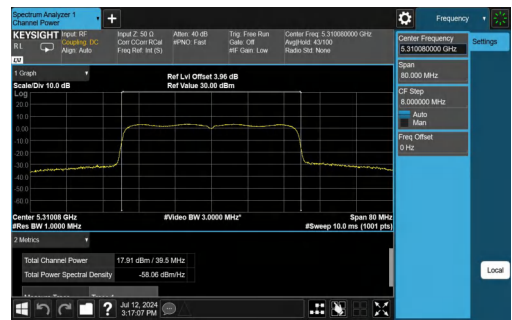 Spectrum Analyzer 1
Channel Power
+
Frequency
KEYSIGHT
R L
LV
Input: RF
Coupling: DC
Align: Auto
Input Z: 50 Ω
Corr CCorr RCal
Freq Ref: Int (S)
Atten: 40 dB
#PNO: Fast
Trig: Free Run
Gate: Off
#IF Gain: Low
Center Freq: 5.310080000 GHz
Avg|Hold: 43/100
Radio Std: None
Center Frequency
5.310080000 GHz
Settings
Span
80.000 MHz
CF Step
8.000000 MHz
Auto
Man
Freq Offset
0 Hz
1 Graph
Scale/Div 10.0 dB
Ref Lvl Offset 3.96 dB
Ref Value 30.00 dBm
Log
20.0
10.0
0.00
-10.0
-20.0
-30.0
-40.0
-50.0
-60.0
Center 5.31008 GHz
#Res BW 1.0000 MHz
#Video BW 3.0000 MHz*
Span 80 MHz
#Sweep 10.0 ms (1001 pts)
2 Metrics
Total Channel Power 17.91 dBm / 39.5 MHz
Total Power Spectral Density -58.06 dBm/Hz
Local
?
Jul 12, 2024
3:17:07 PM